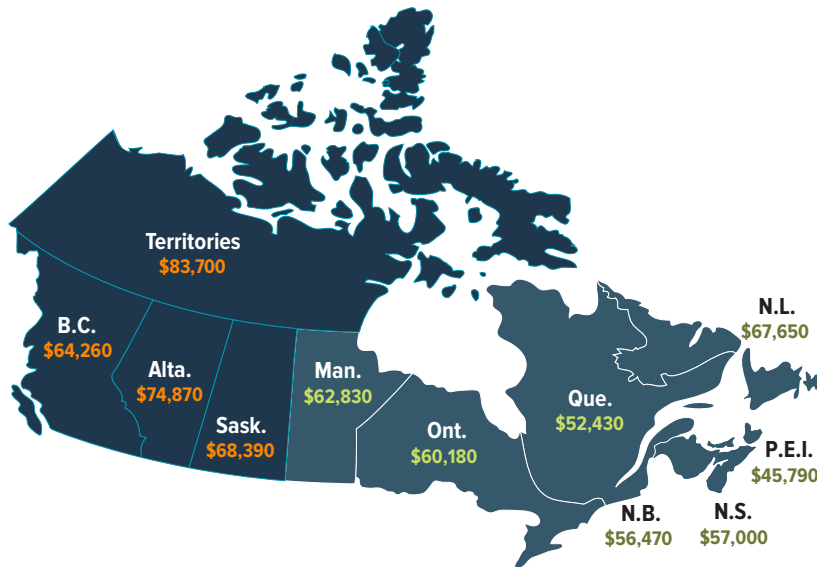 Territories
$83,700
B.C.
$64,260
Alta.
$74,870
Sask.
$68,390
Man.
$62,830
Ont.
$60,180
Que.
$52,430
N.L.
$67,650
P.E.I.
$45,790
N.B.
$56,470
N.S.
$57,000